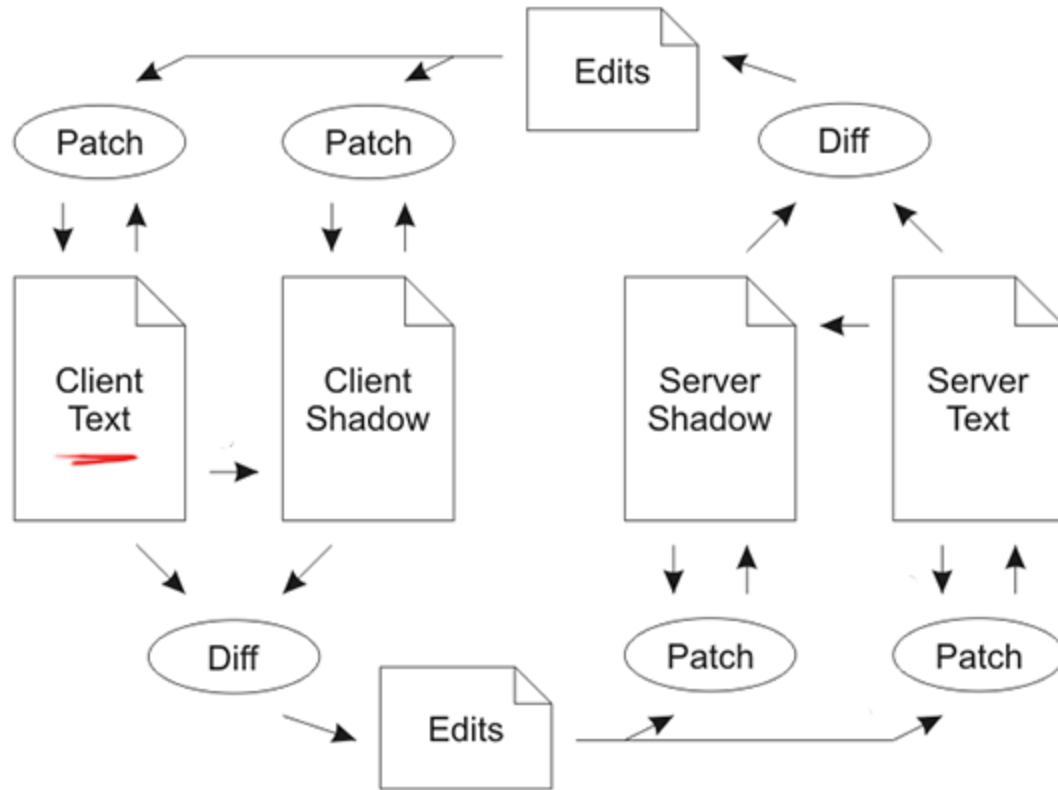 Edits
Patch
Patch
Diff
Client
Text
Client
Shadow
Server
Shadow
Server
Text
Diff
Patch
Patch
Edits